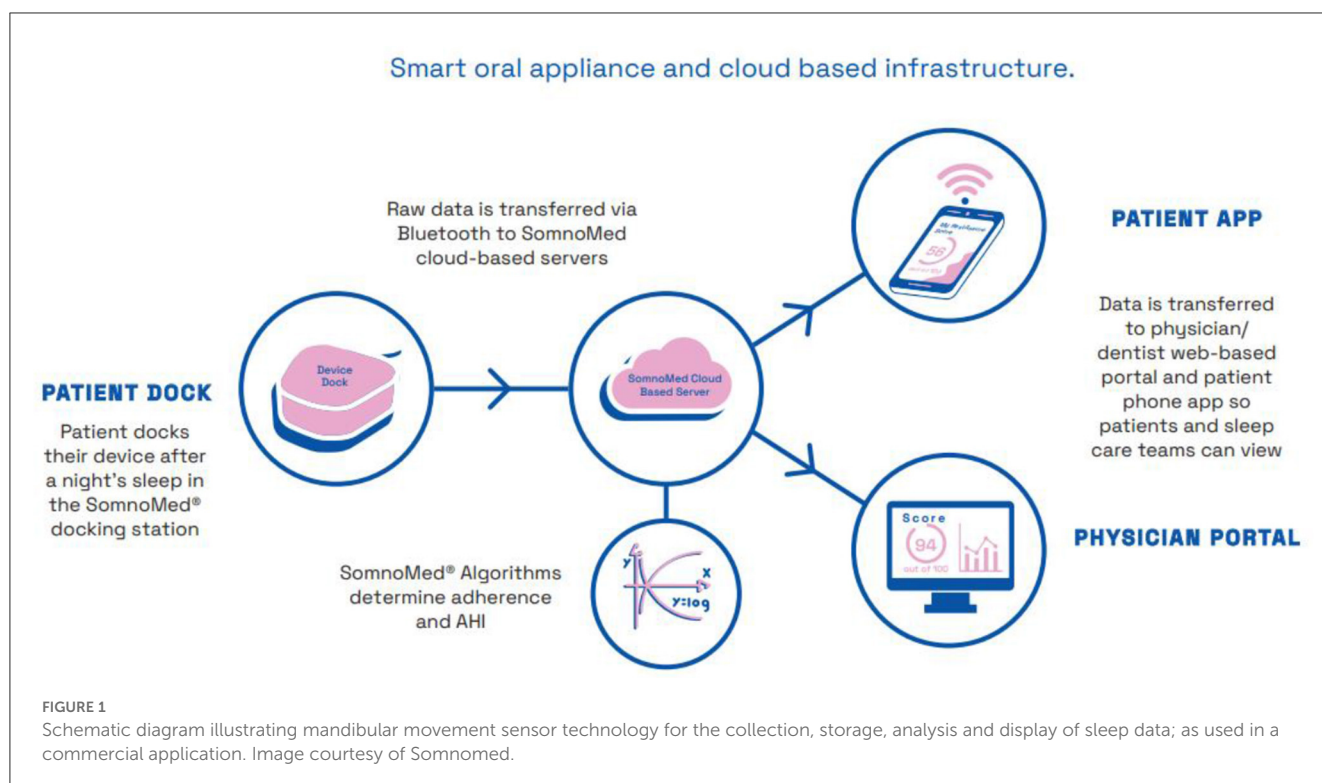 Smart oral appliance and cloud based infrastructure.
Raw data is transferred via
Bluetooth to SomnoMed
cloud-based servers
PATIENT DOCK
Patient docks
their device after
a night's sleep in
the SomnoMed®
docking station
Device
Dock
SomnoMed Cloud
Based Server
SomnoMed® Algorithms
determine adherence
and AHI
y
x
y=log
56
out of 100
PATIENT APP
Data is transferred
to physician/
dentist web-based
portal and patient
phone app so
patients and sleep
care teams can view
Score
94
out of 100
PHYSICIAN PORTAL
FIGURE 1
Schematic diagram illustrating mandibular movement sensor technology for the collection, storage, analysis and display of sleep data; as used in a
commercial application. Image courtesy of Somnomed.